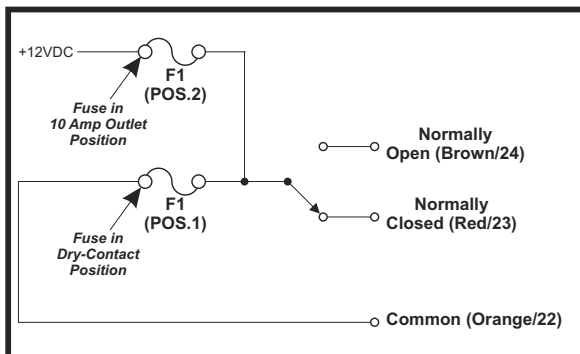 +12VDC
F1
(POS.2)
Fuse in
10 Amp Outlet
Position
Normally
Open (Brown/24)
F1
(POS.1)
Normally
Closed (Red/23)
Fuse in
Dry-Contact
Position
Common (Orange/22)